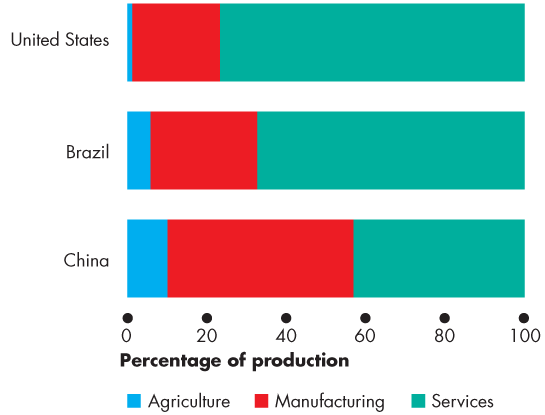 United States
Brazil
China
0 20 40 60 80 100
Percentage of production
Agriculture Manufacturing Services